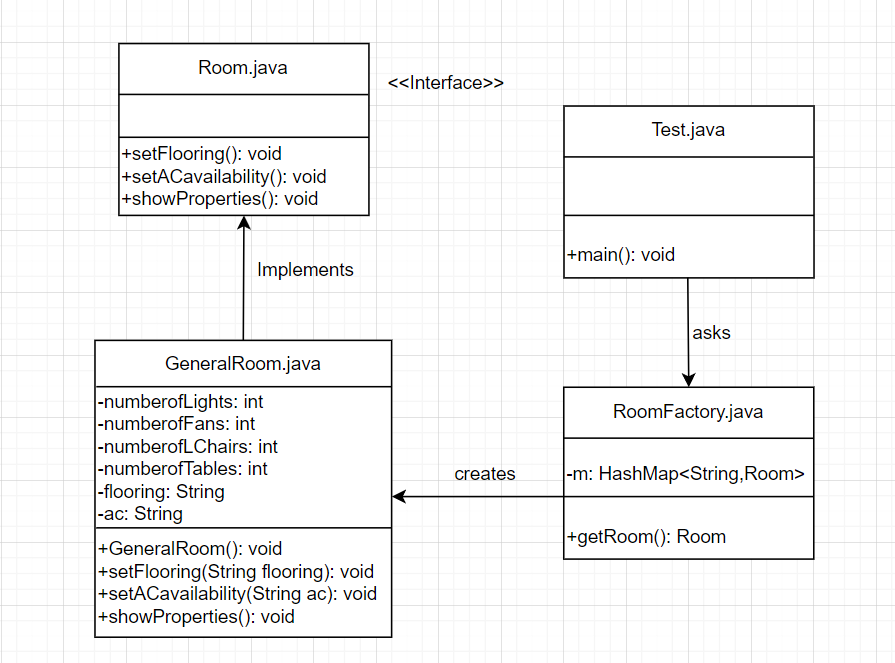 Room.java
<<Interface>>
+setFlooring(): void
+setACavailability(): void
+showProperties(): void
Implements
GeneralRoom.java
-numberofLights: int
-numberofFans: int
-numberofLChairs: int
-numberofTables: int
-flooring: String
-ac: String
+GeneralRoom(): void
+setFlooring(String flooring): void
+setACavailability(String ac): void
+showProperties(): void
Test.java
+main(): void
asks
RoomFactory.java
-m: HashMap<String,Room>
+getRoom(): Room
creates